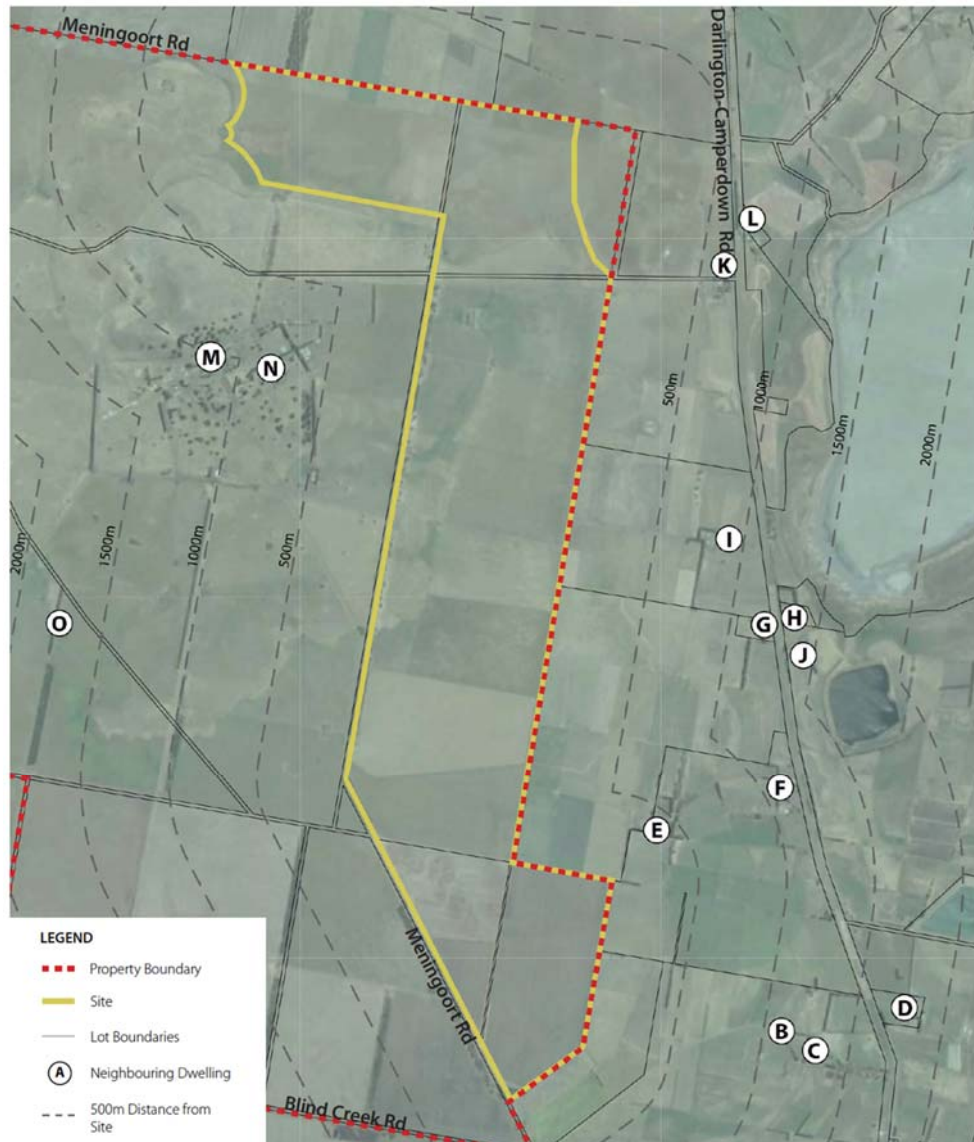 Meningoort Rd
Darlington-Camperdown Rd
L
K
M
N
500m
1000m
1500m
2000m
I
2000m
1500m
1000m
500m
O
G
H
J
F
E
Meningoort Rd
D
B
C
Blind Creek Rd
LEGEND
Property Boundary
Site
Lot Boundaries
A Neighbouring Dwelling
500m Distance from
Site